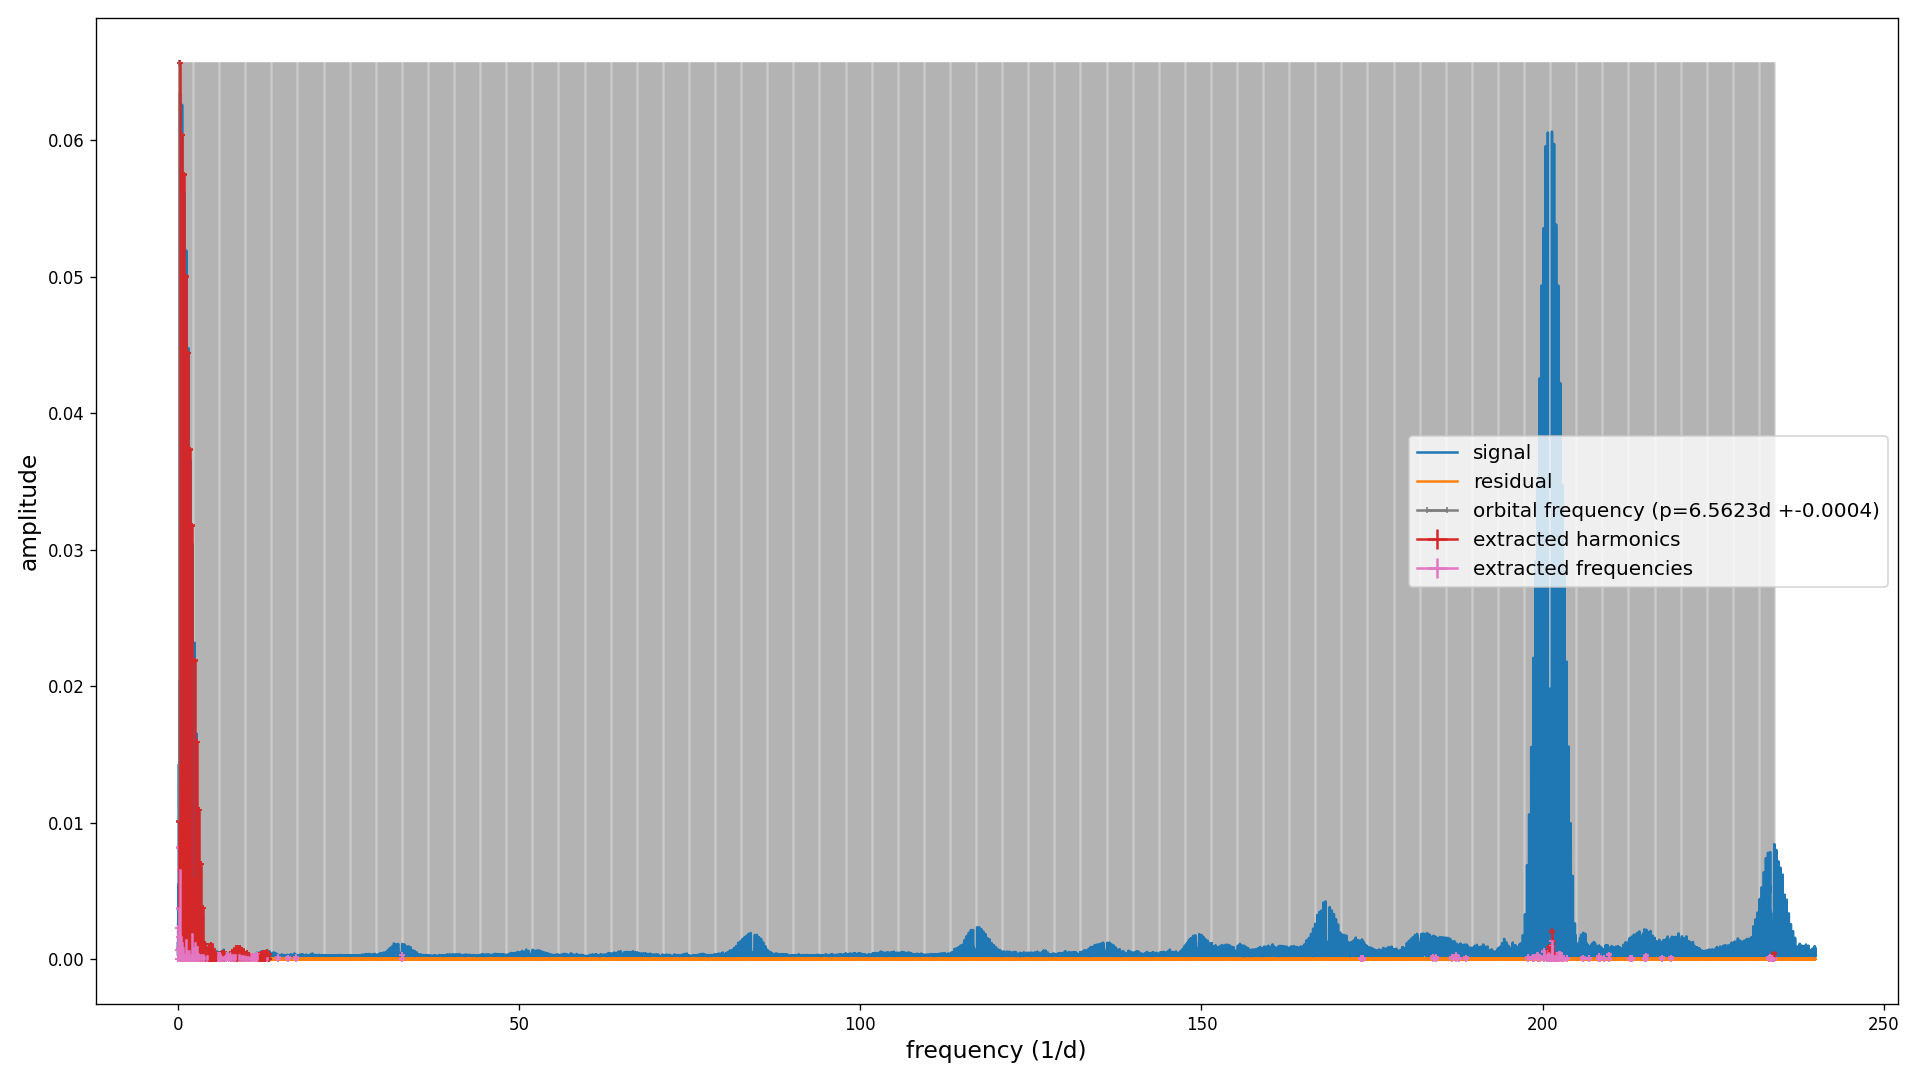 0.06
0.05
0.04
0.03
0.02
0.01
0.00
amplitude
0
50
100
150
200
250
frequency (1/d)
signal
residual
orbital frequency (p=6.5623d +-0.0004)
extracted harmonics
extracted frequencies